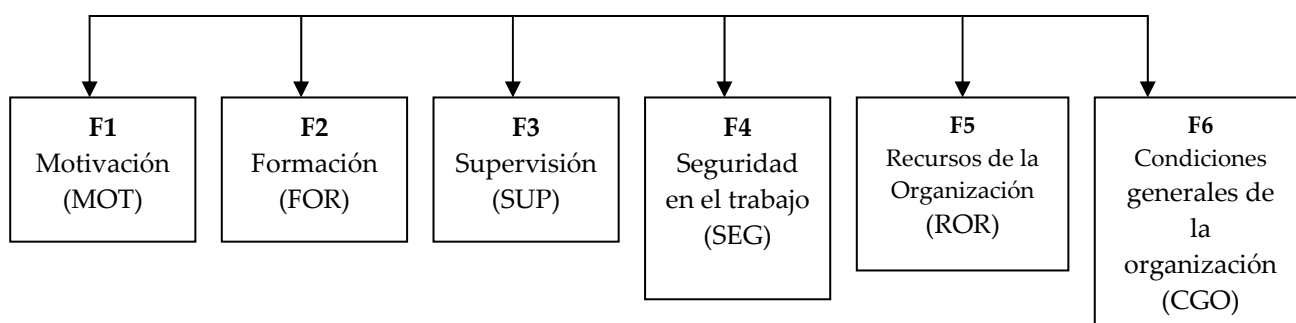 F1
Motivación
(MOT)
F2
Formación
(FOR)
F3
Supervisión
(SUP)
F4
Seguridad
en el trabajo
(SEG)
F5
Recursos de la
Organización
(ROR)
F6
Condiciones
generales de
la
organización
(CGO)